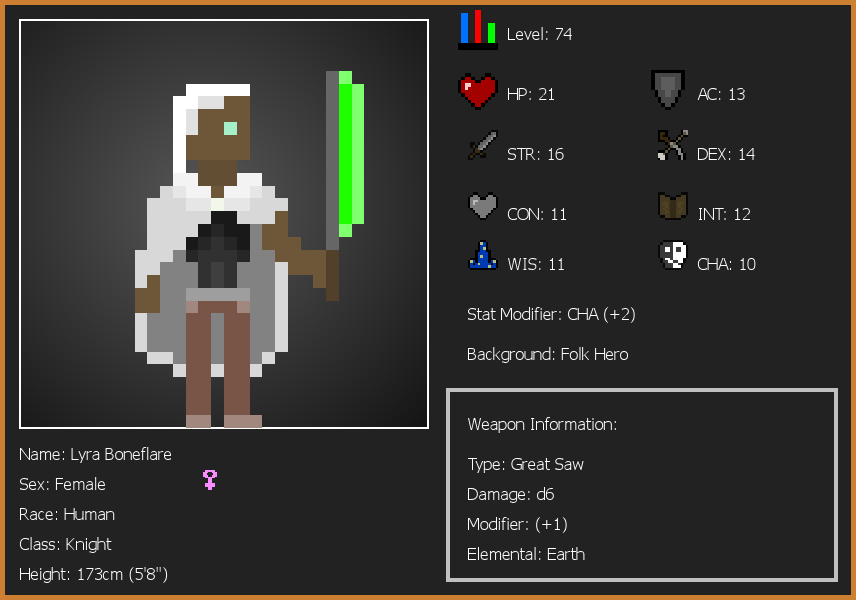 Level: 74
HP: 21
AC: 13
STR: 16
DEX: 14
CON: 11
INT: 12
WIS: 11
CHA: 10
Stat Modifier: CHA (+2)
Background: Folk Hero
Weapon Information:
Type: Great Saw
Damage: d6
Modifier: (+1)
Elemental: Earth
Name: Lyra Boneflare
Sex: Female
Race: Human
Class: Knight
Height: 173cm (5'8")